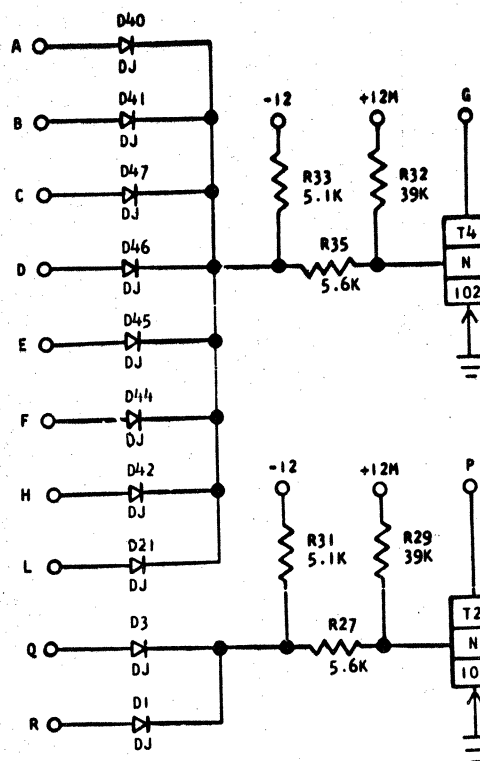 D40
A
DJ
D41
B
DJ
-12
+12M
G
D47
C
DJ
R33
5.1K
R32
39K
D46
D
DJ
R35
5.6K
T4
N
102
D45
E
DJ
D44
F
DJ
D42
H
DJ
-12
+12M
P
D21
L
DJ
R31
5.1K
R29
39K
D3
Q
DJ
R27
5.6K
T2
N
10
D1
R
DJ